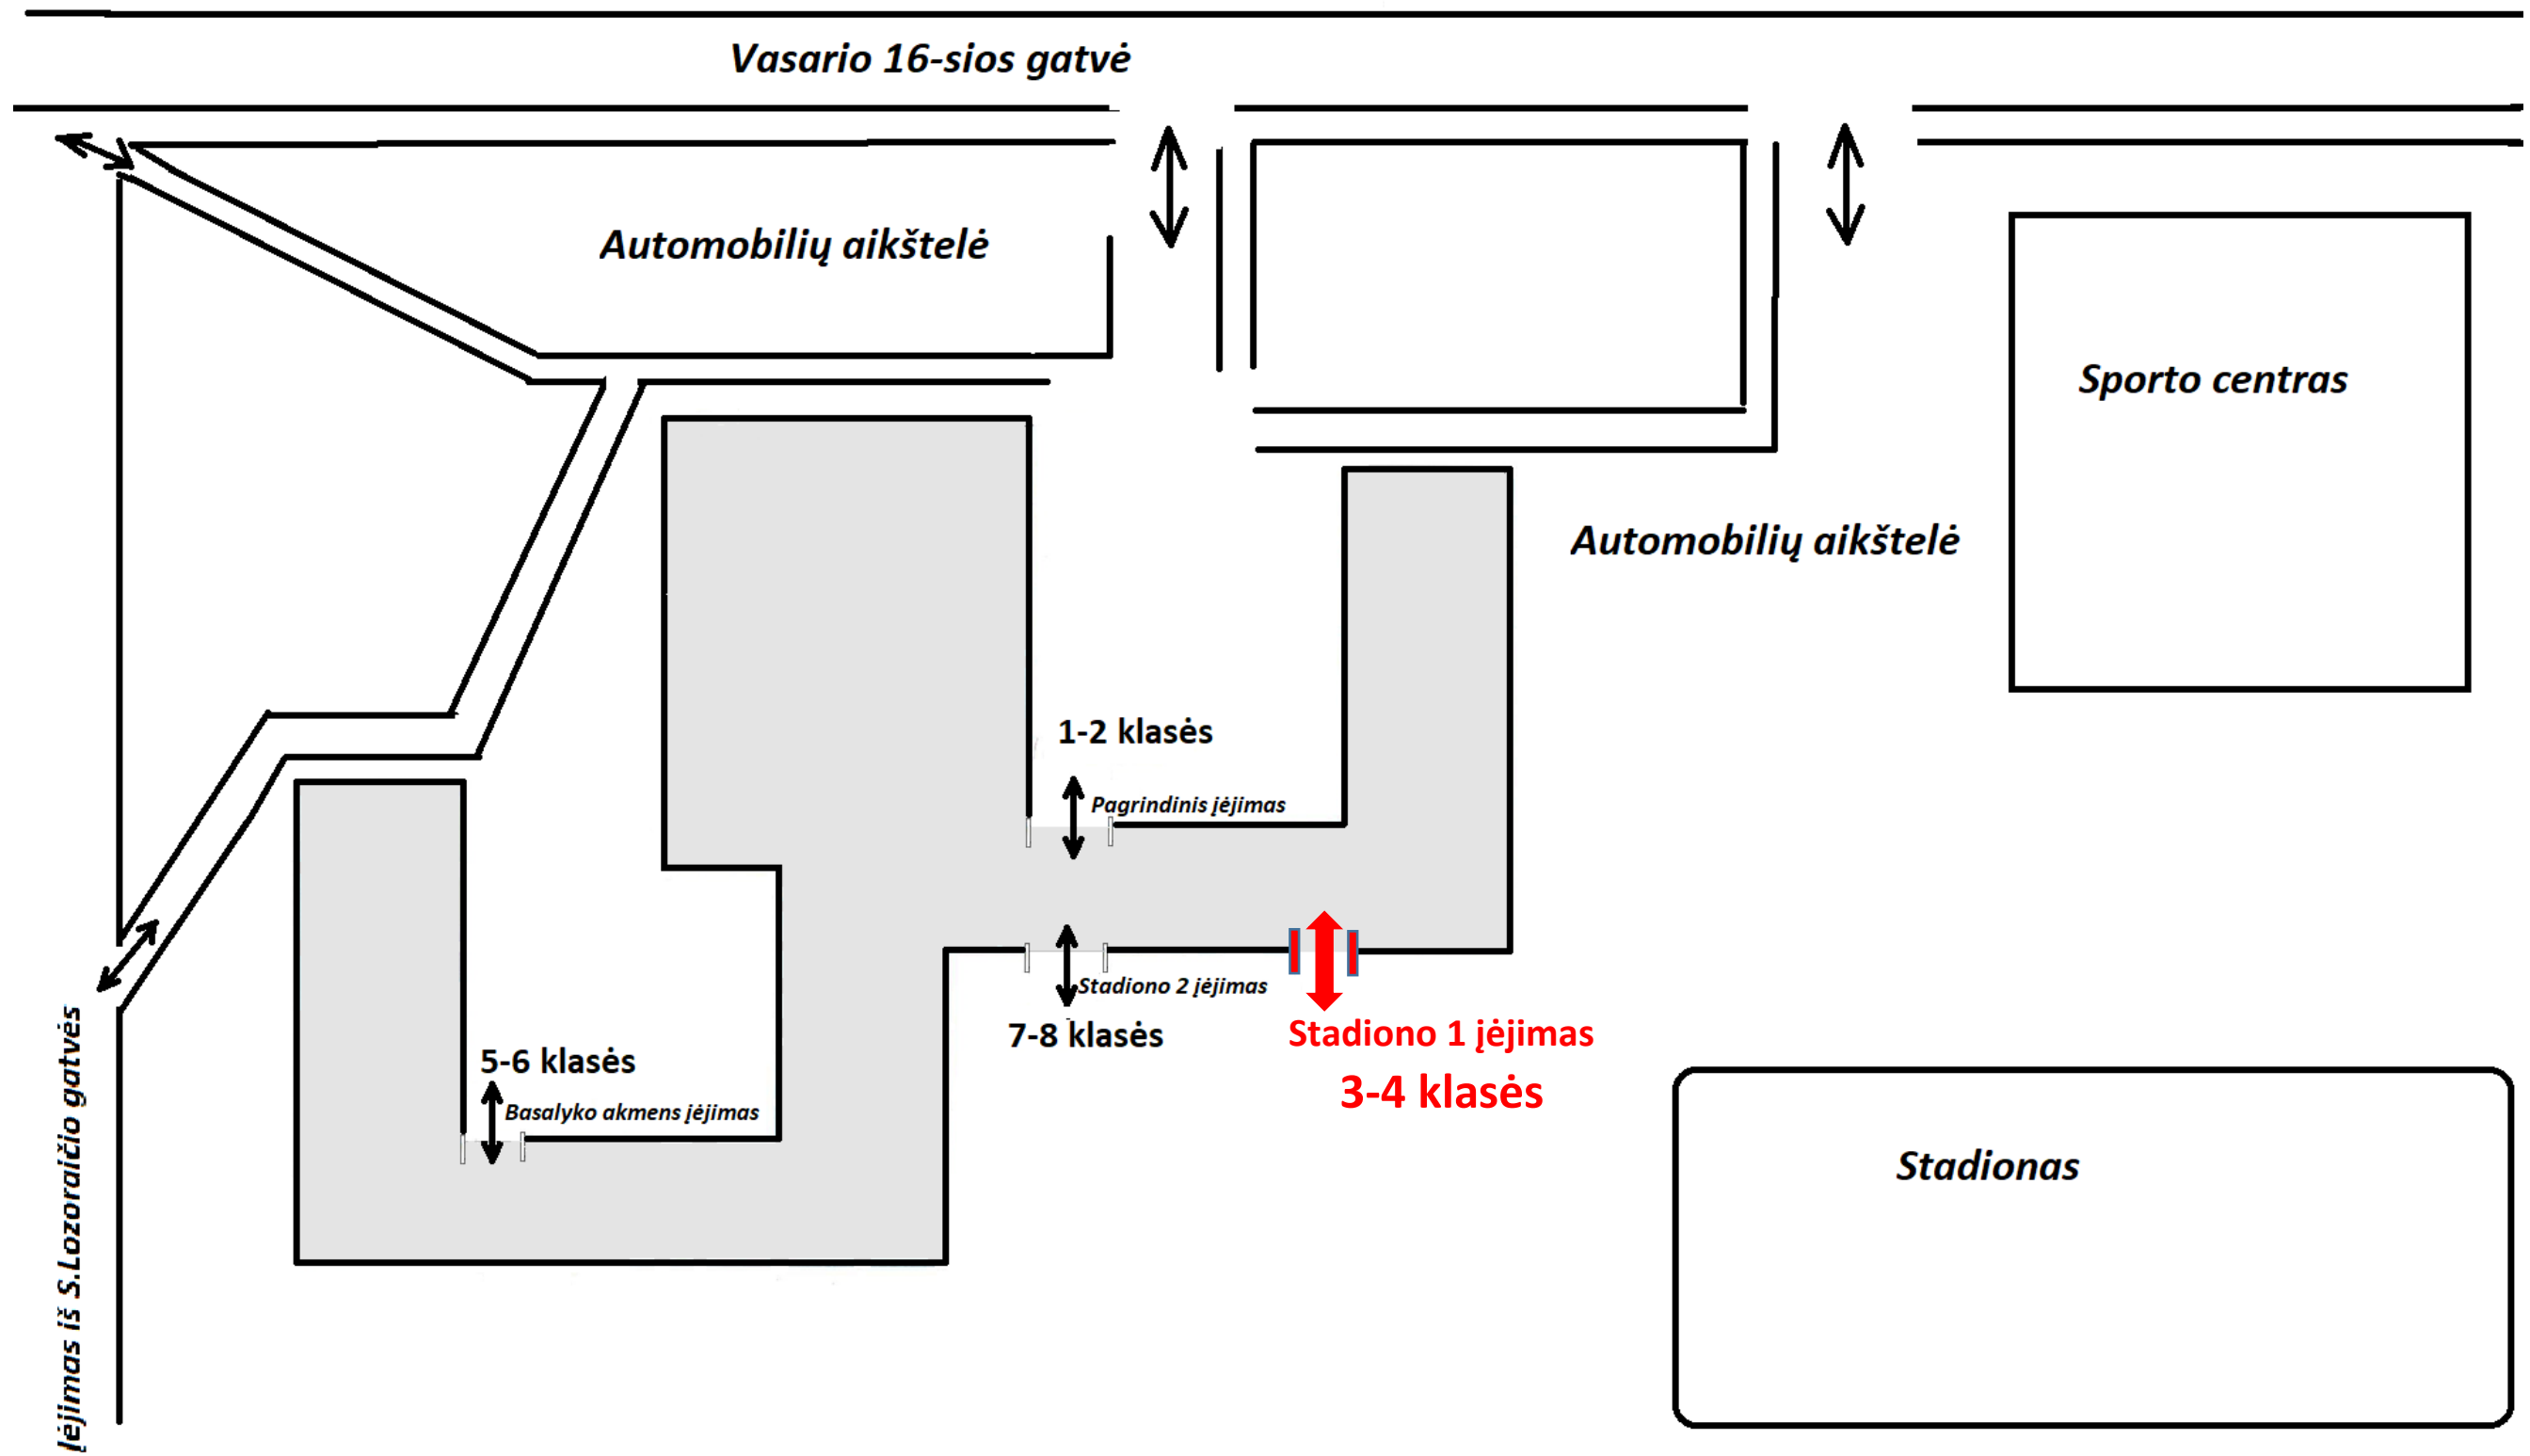 Vasario 16-sios gatvė
Automobilių aikštelė
Sporto centras
Automobilių aikštelė
1-2 klasės
Pagrindinis įėjimas
Stadiono 2 įėjimas
7-8 klasės
Stadiono 1 įėjimas
3-4 klasės
5-6 klasės
Basalyko akmens įėjimas
Stadionas
Įėjimas iš S.Lozoraičio gatvės